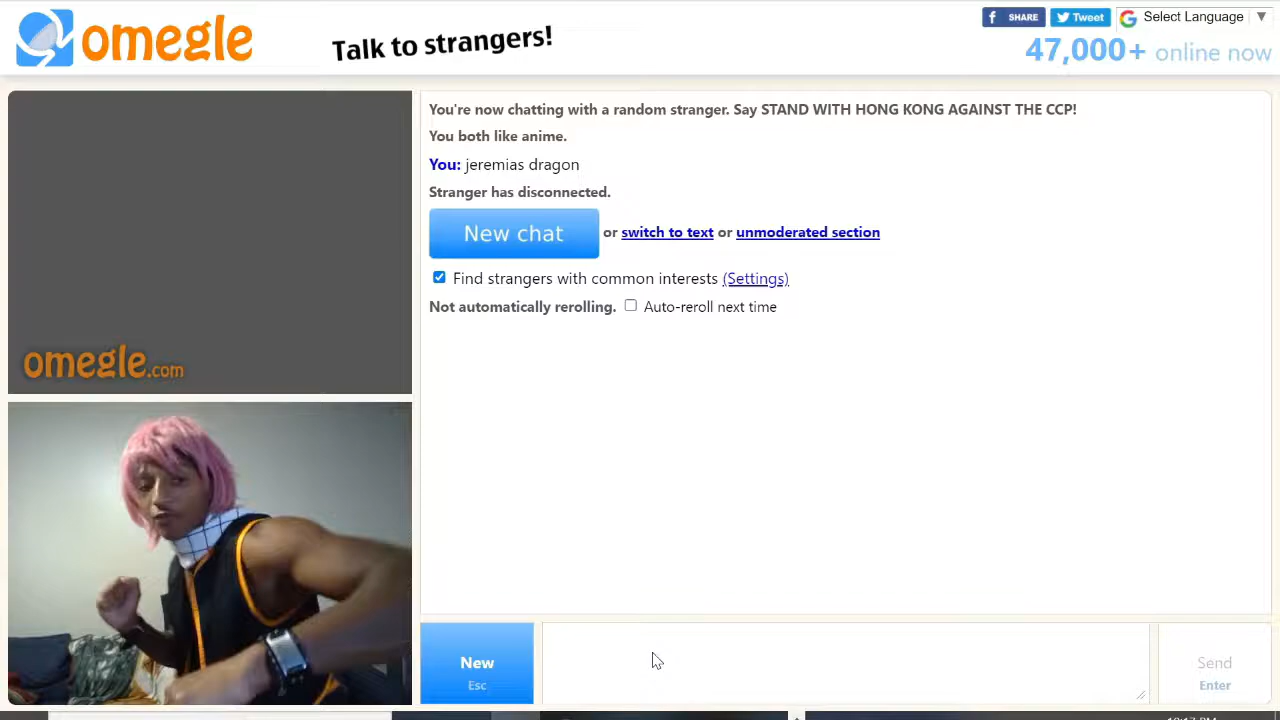 omegle
Talk to strangers!
SHARE
Tweet
Select Language
47,000+ online now
You're now chatting with a random stranger. Say STAND WITH HONG KONG AGAINST THE CCP!
You both like anime.
You: jeremias dragon
Stranger has disconnected.
New chat or switch to text or unmoderated section
Find strangers with common interests (Settings)
Not automatically rerolling. Auto-reroll next time
omegle.com
New
Esc
Send
Enter